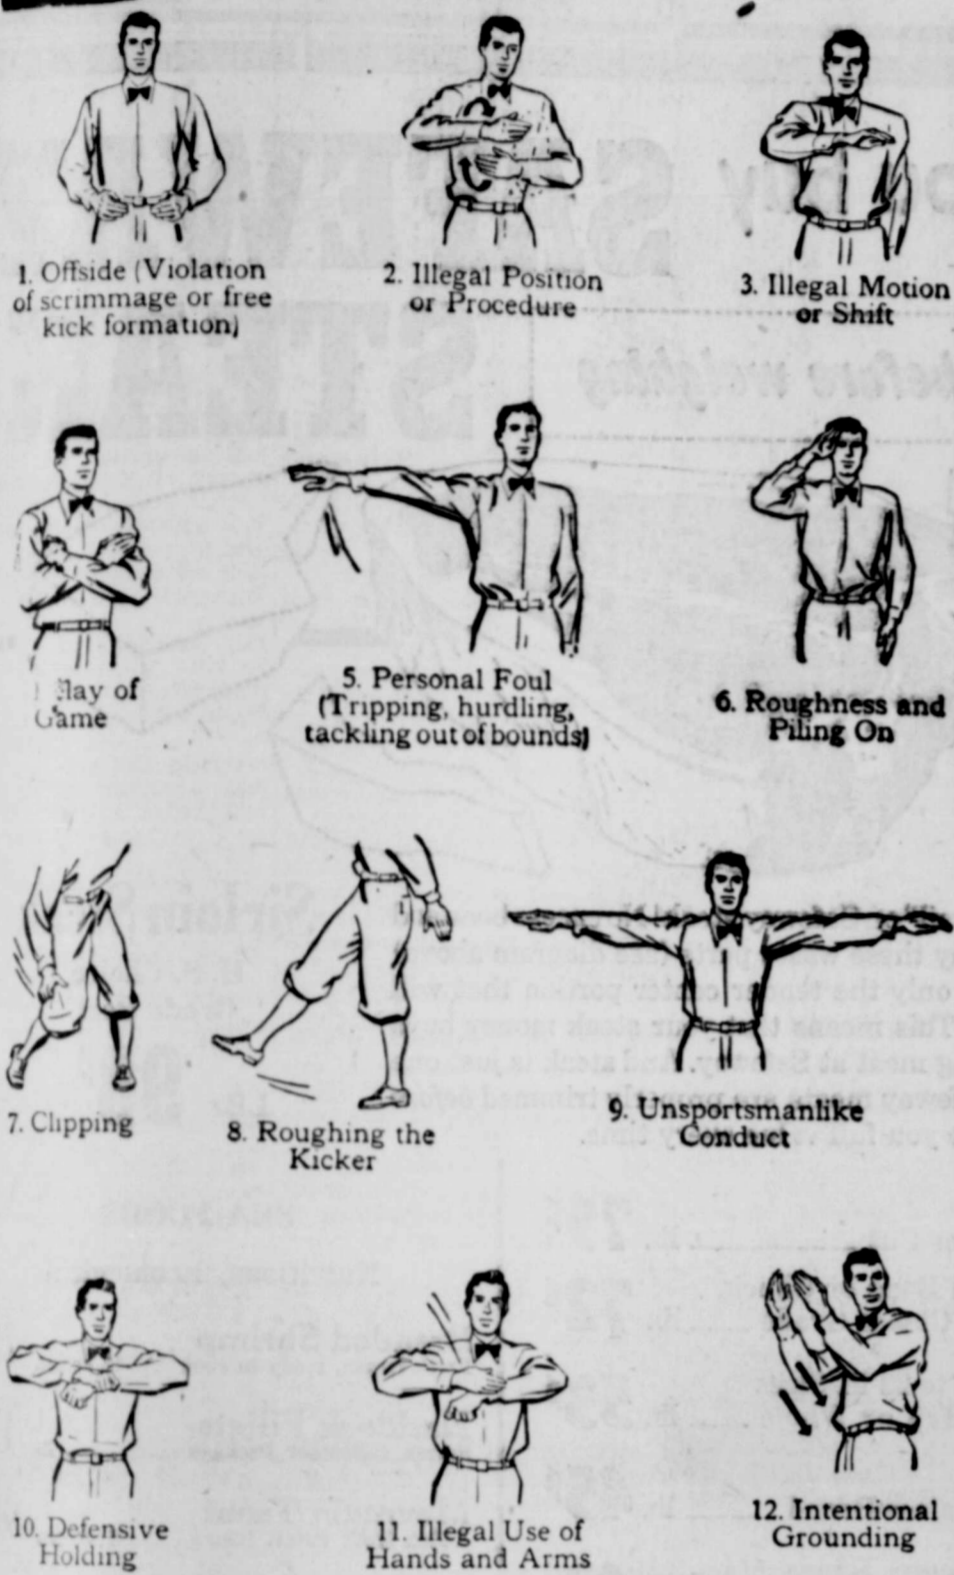 1. Offside (Violation
of scrimmage or free
kick formation)
2. Illegal Position
or Procedure
3. Illegal Motion
or Shift
lay of
Game
5. Personal Foul
(Tripping, hurdling,
tackling out of bounds)
6. Roughness and
Piling On
7. Clipping
8. Roughing the
Kicker
9. Unsportsmanlike
Conduct
10. Defensive
Holding
11. Illegal Use of
Hands and Arms
12. Intentional
Grounding